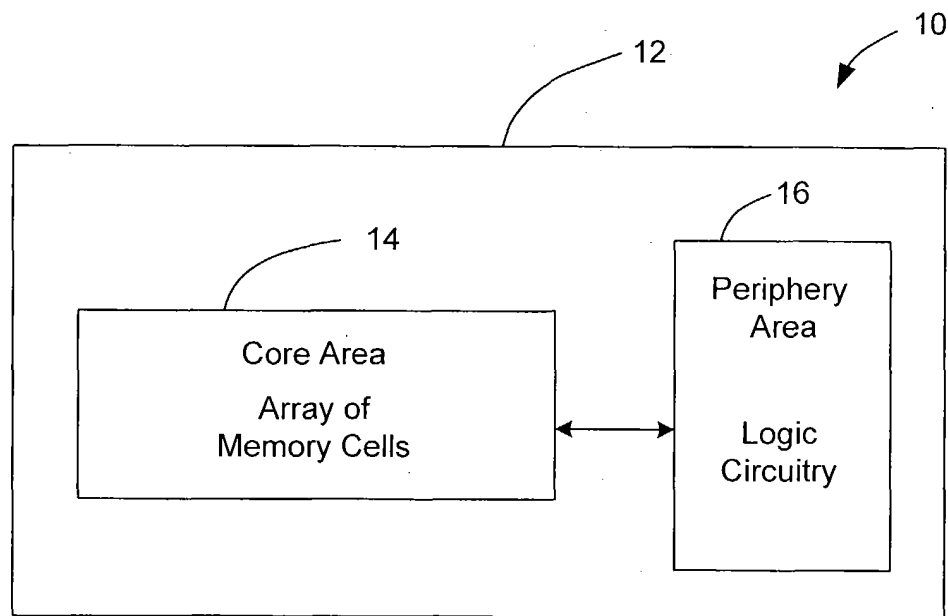 10
12
16
14
Periphery
Area
Core Area
Array of
Memory Cells
Logic
Circuitry